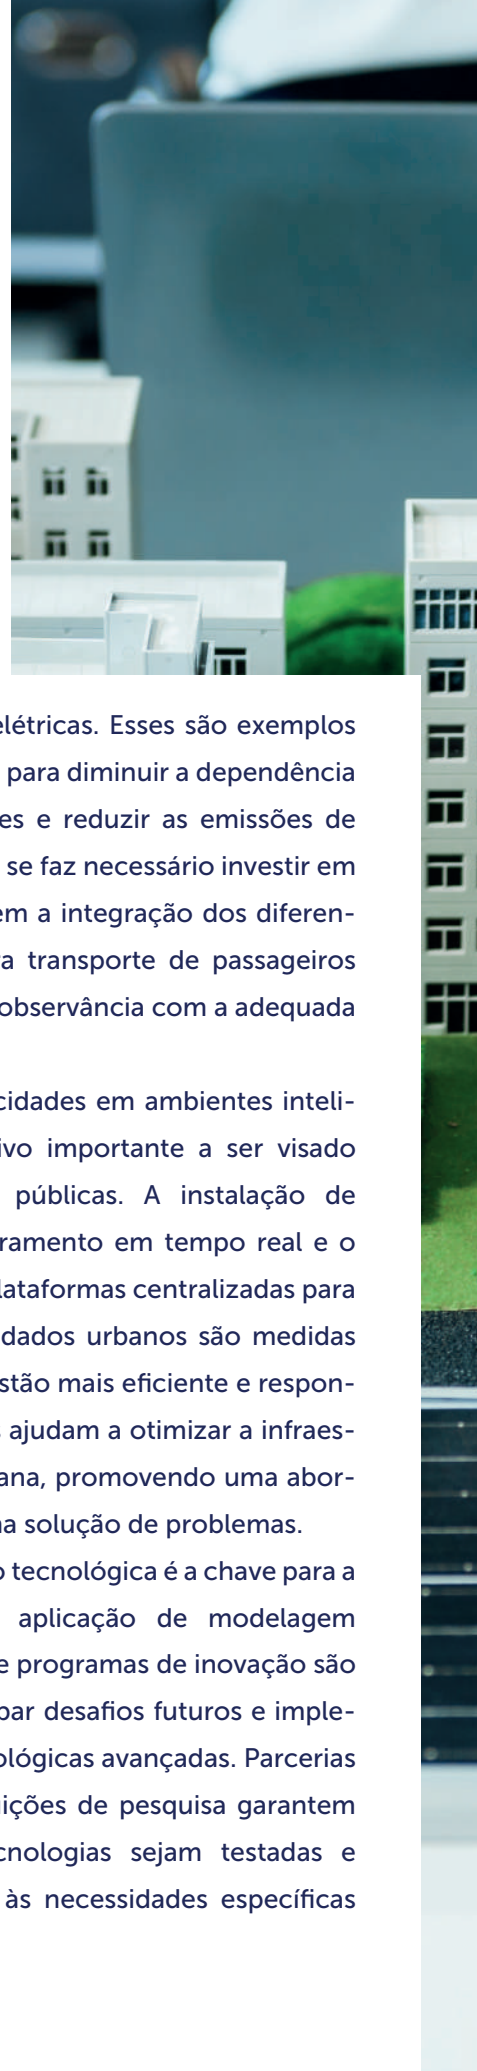 elétricas. Esses são exemplos
para diminuir a dependência
es e reduzir as emissões de
se faz necessário investir em
em a integração dos diferen-
a transporte de passageiros
observância com a adequada
cidades em ambientes inteli-
ivo importante a ser visado
públicas. A instalação de
ramento em tempo real e o
lataformas centralizadas para
dados urbanos são medidas
stão mais eficiente e respon-
ajudam a otimizar a infraes-
ana, promovendo uma abor-
na solução de problemas.
o tecnológica é a chave para a
aplicação de modelagem
e programas de inovação são
par desafios futuros e imple-
ológicas avançadas. Parcerias
uições de pesquisa garantem
cnologias sejam testadas e
às necessidades específicas